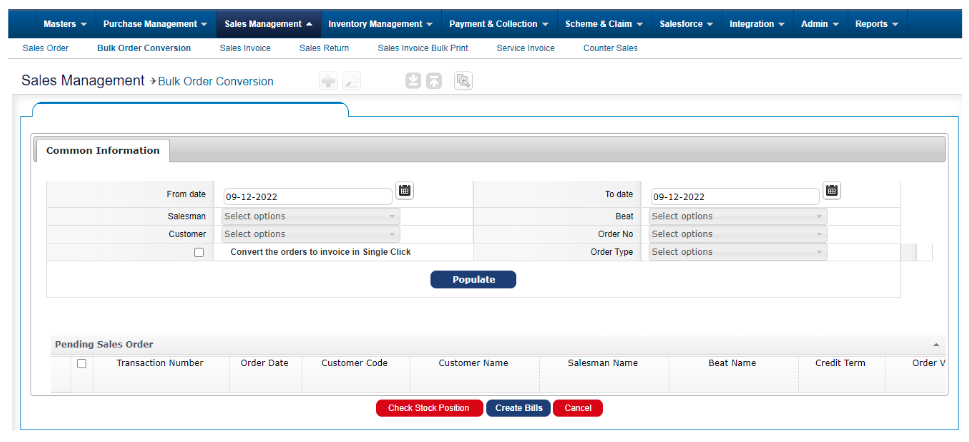 Masters Purchase Management Sales Management Inventory Management Payment & Collection Scheme & Claim Salesforce Integration Admin Reports
Sales Order Bulk Order Conversion Sales Invoice Sales Return Sales Invoice Bulk Print Service Invoice Counter Sales
Sales Management Bulk Order Conversion
Common Information
From date 09-12-2022 To date 09-12-2022
Salesman Select options Beat Select options
Customer Select options Order No Select options
Convert the orders to invoice in Single Click Order Type Select options
Populate
Pending Sales Order
Transaction Number Order Date Customer Code Customer Name Salesman Name Beat Name Credit Term Order V
Check Stock Position Create Bills Cancel